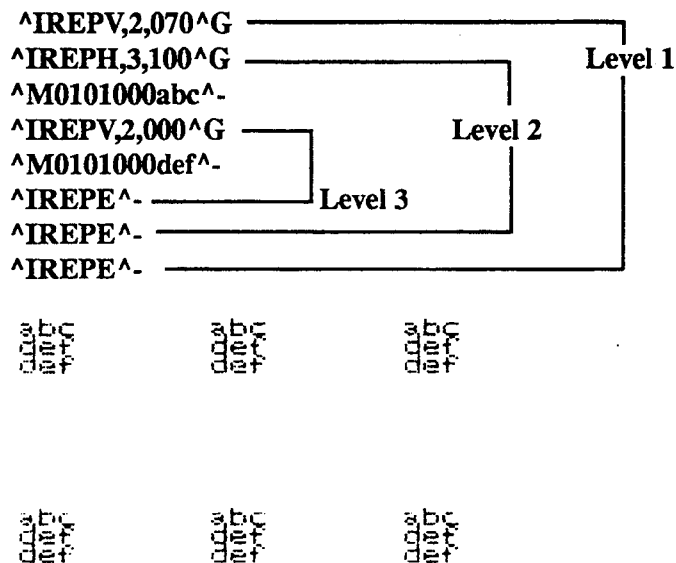 ^IREPV,2,070^G
^IREPH,3,100^G Level 1
^M0101000abc^-
^IREPV,2,000^G Level 2
^M0101000def^-
^IREPE^- Level 3
^IREPE^-
^IREPE^-
abc abc abc
def def def
def def def
abc abc abc
def def def
def def def